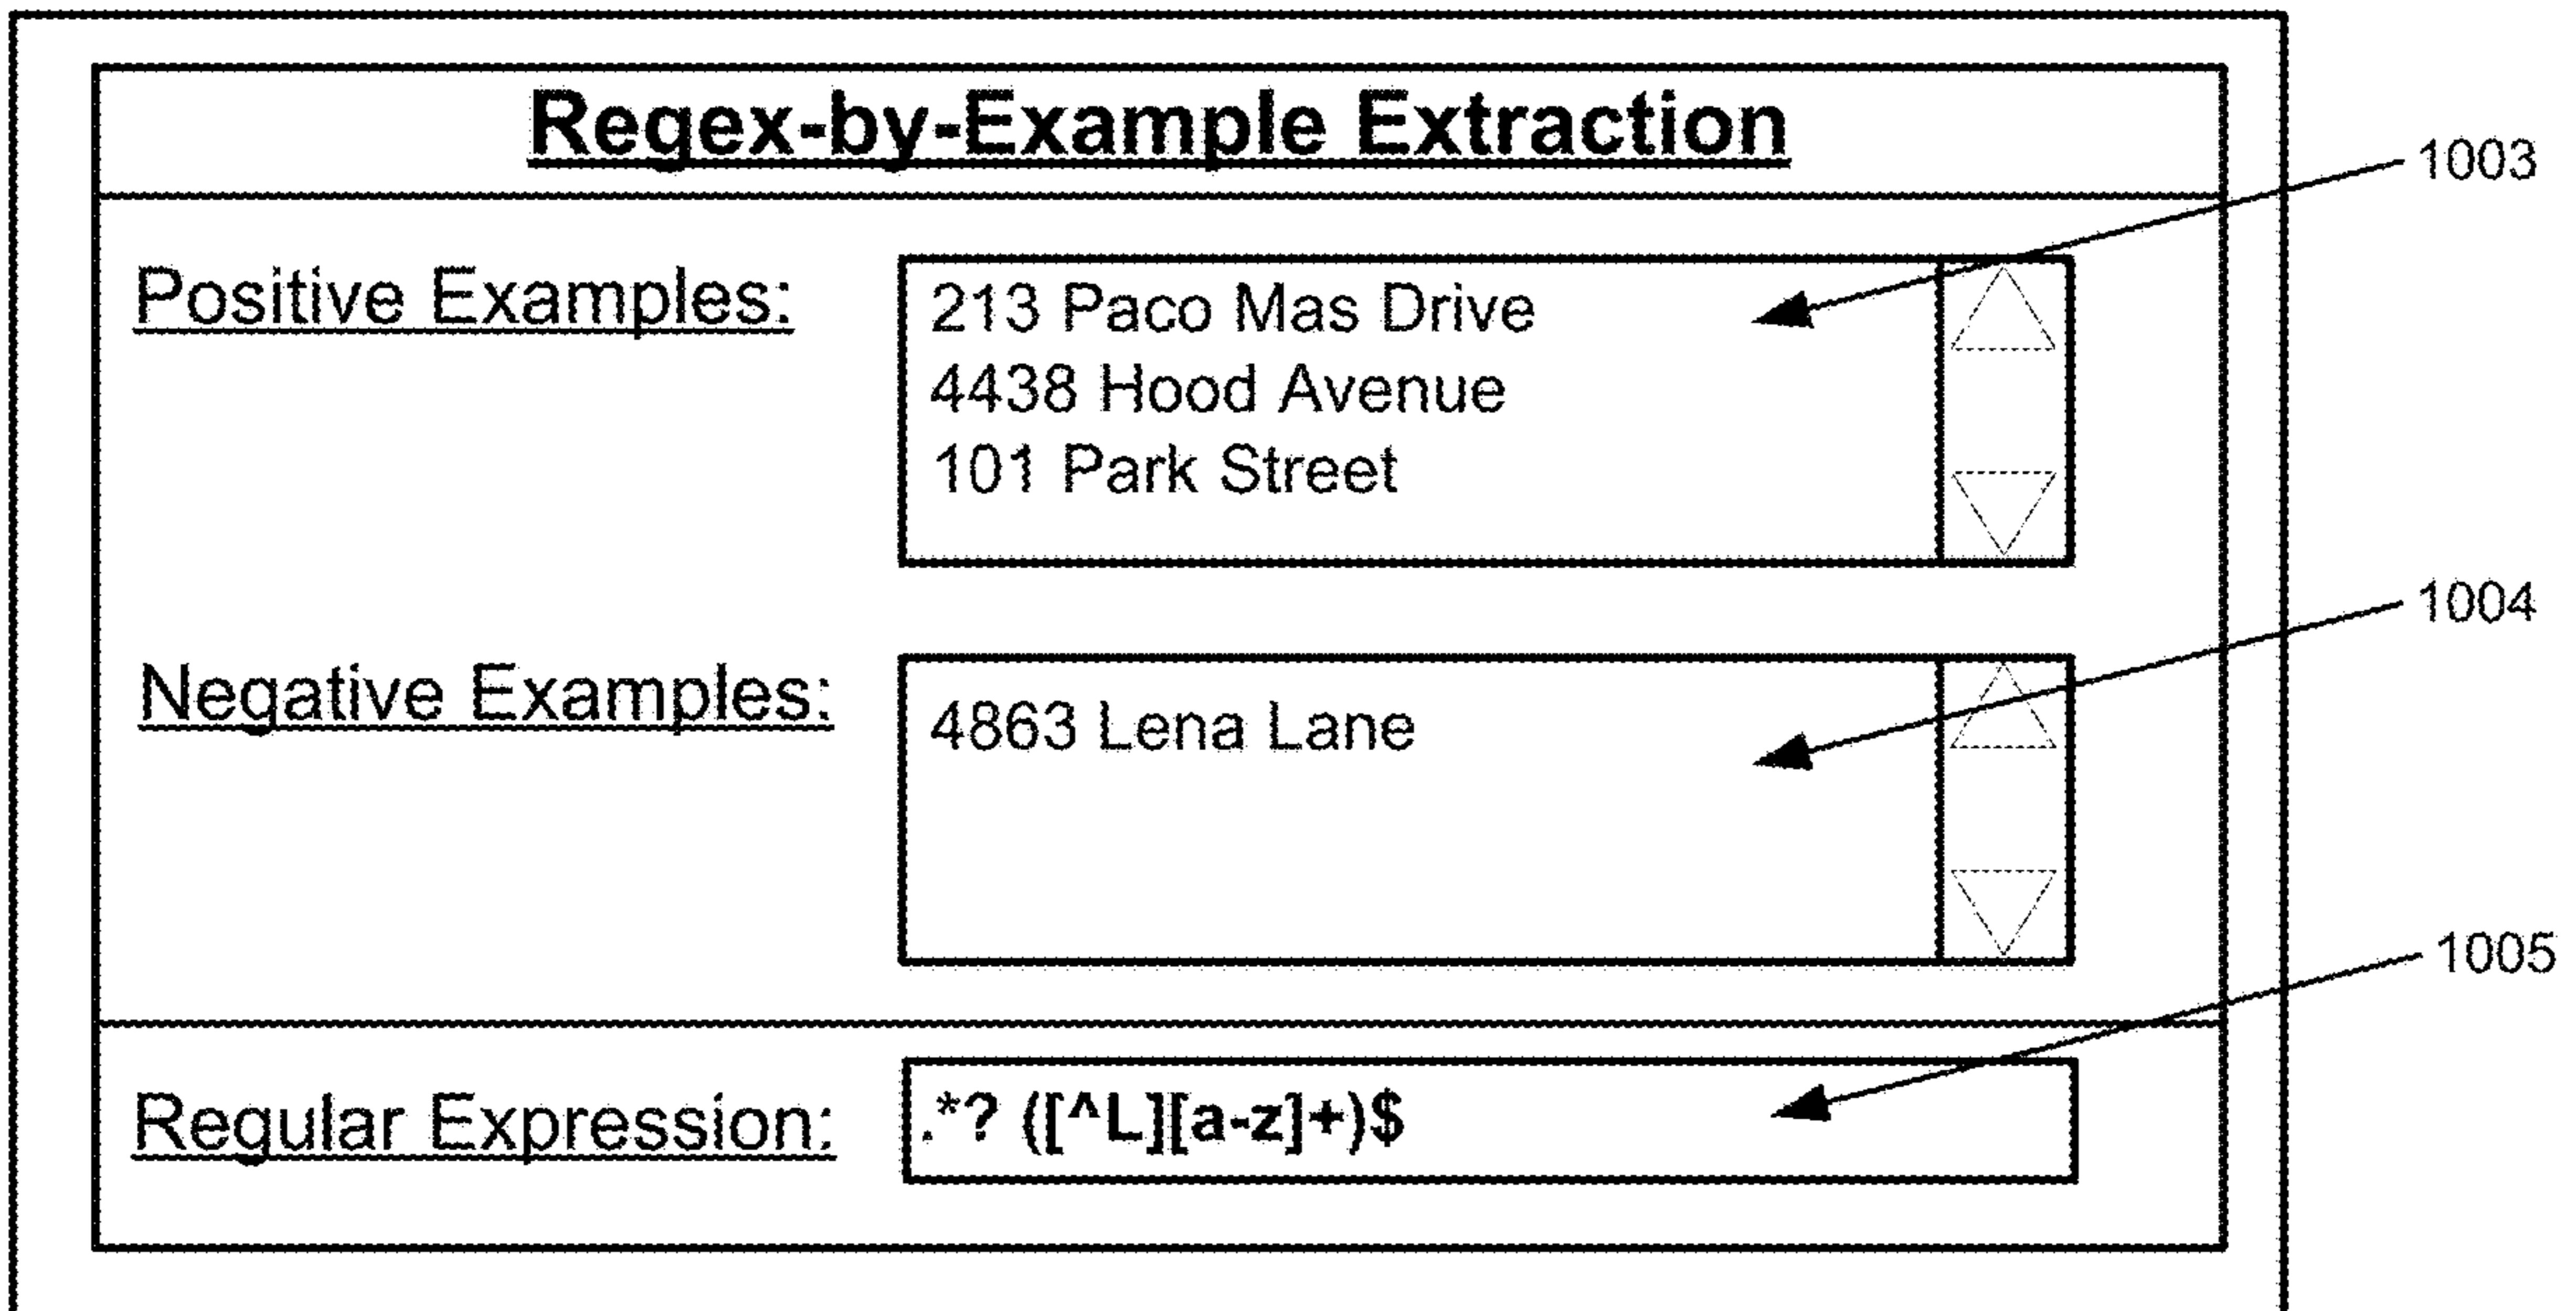 Regex-by-Example Extraction
1003
Positive Examples:
213 Paco Mas Drive
4438 Hood Avenue
101 Park Street
1004
Negative Examples:
4863 Lena Lane
1005
Regular Expression:
.*? ([^L][a-z]+)$